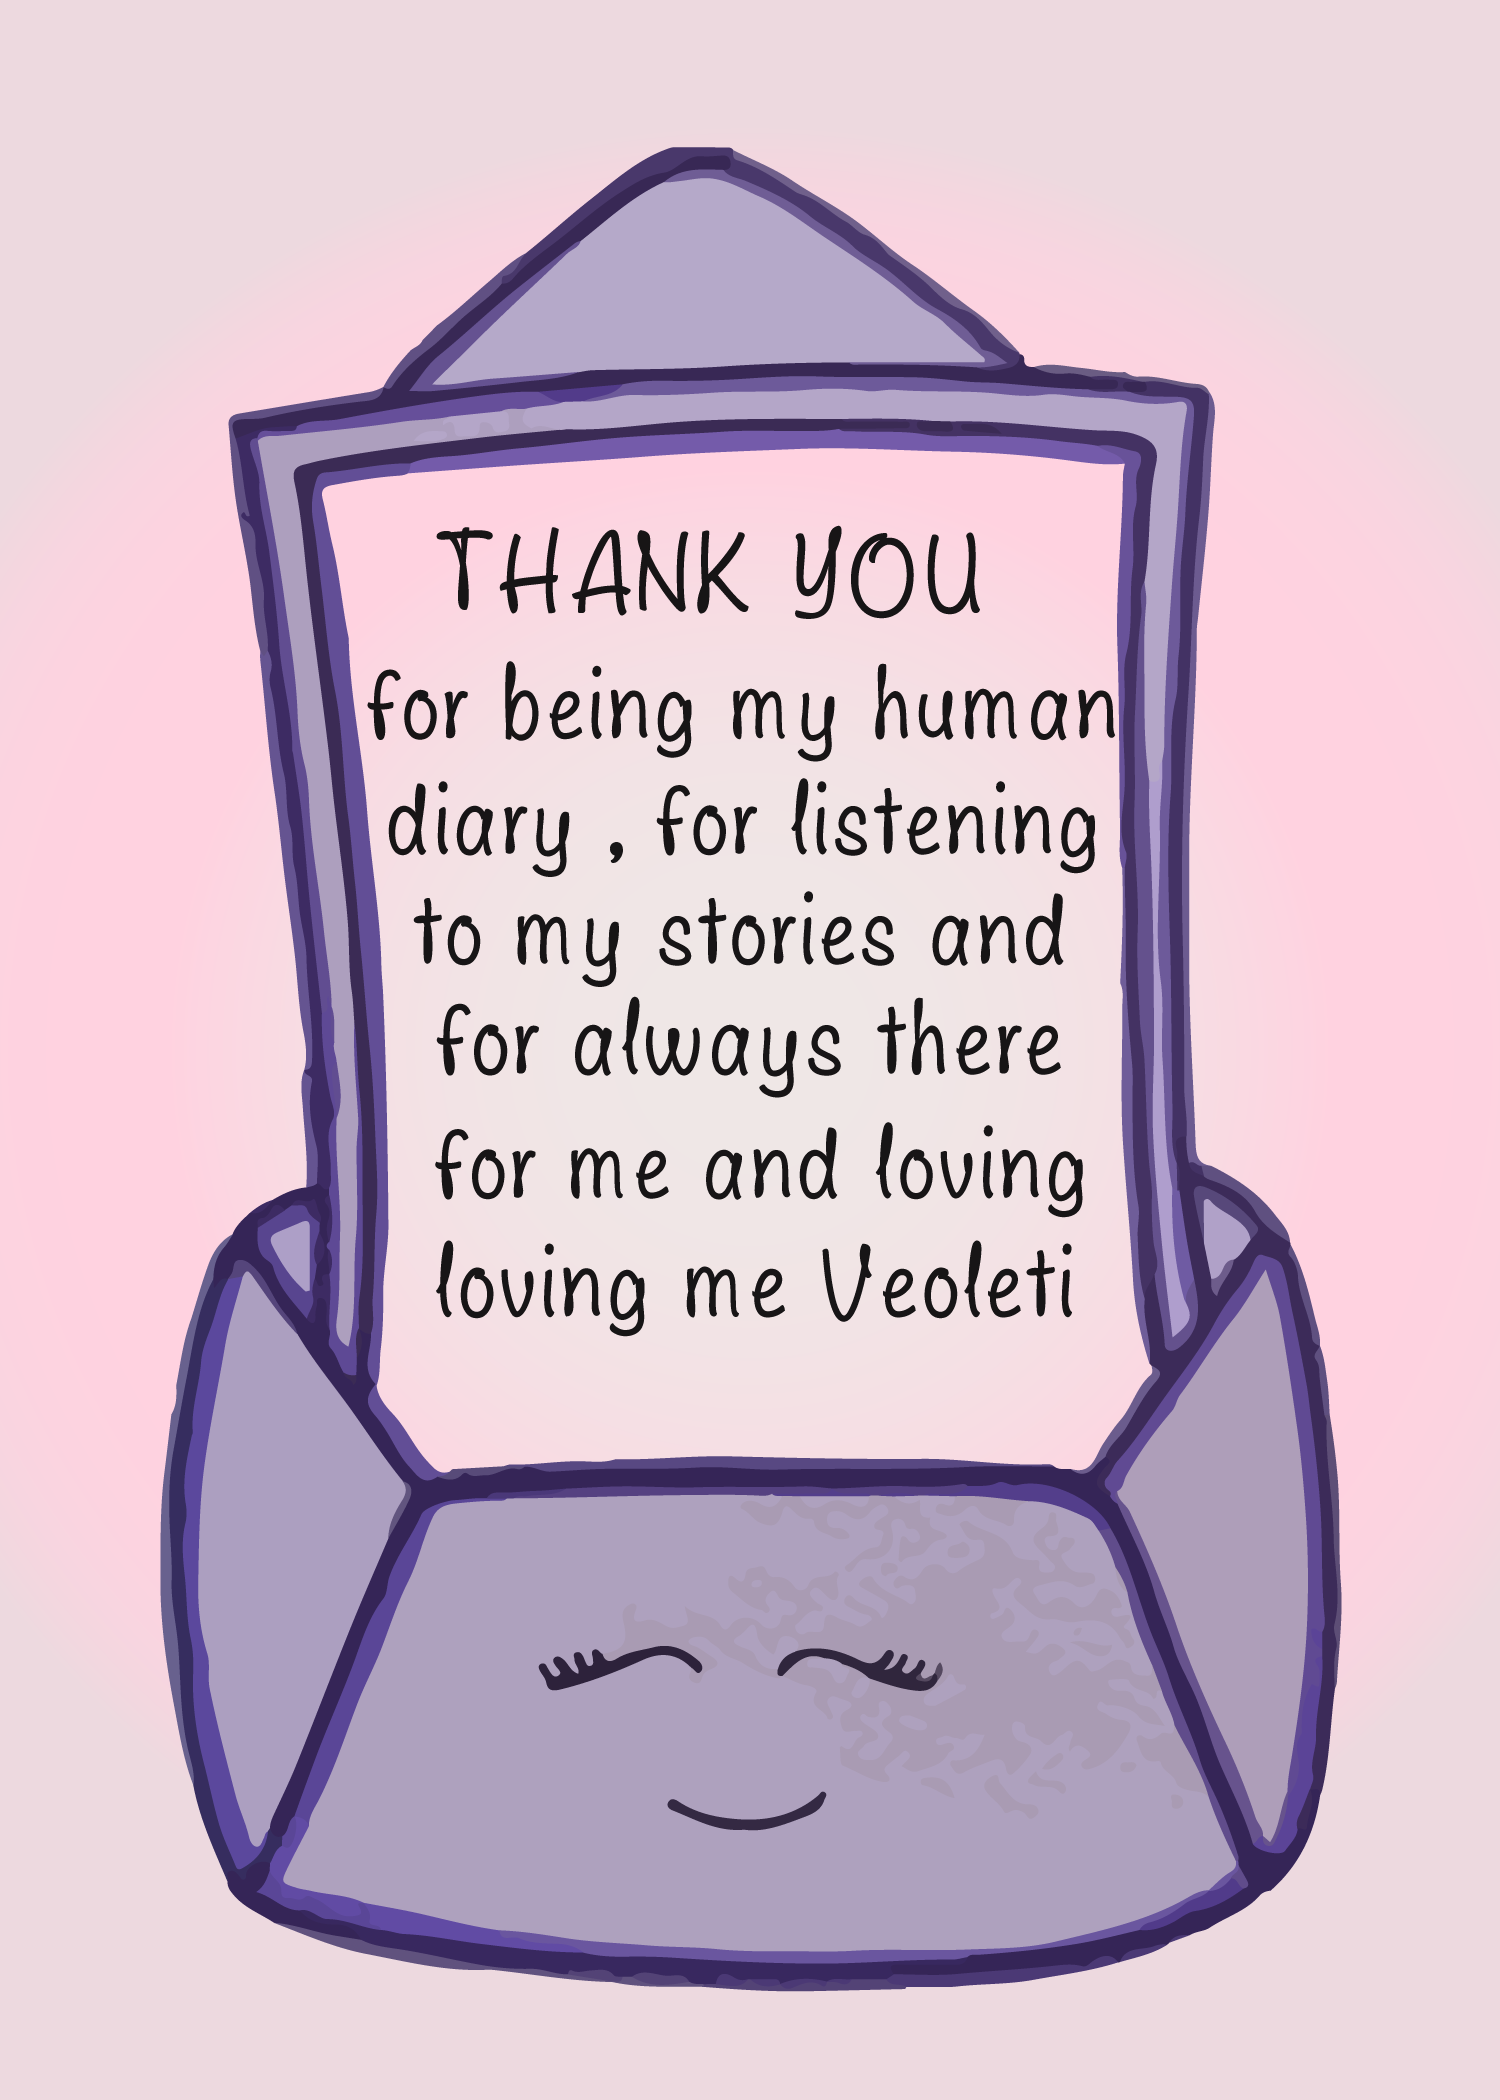 THANK YOU
for being my human
diary , for listening
to my stories and
for always there
for me and loving
loving me Veoleti